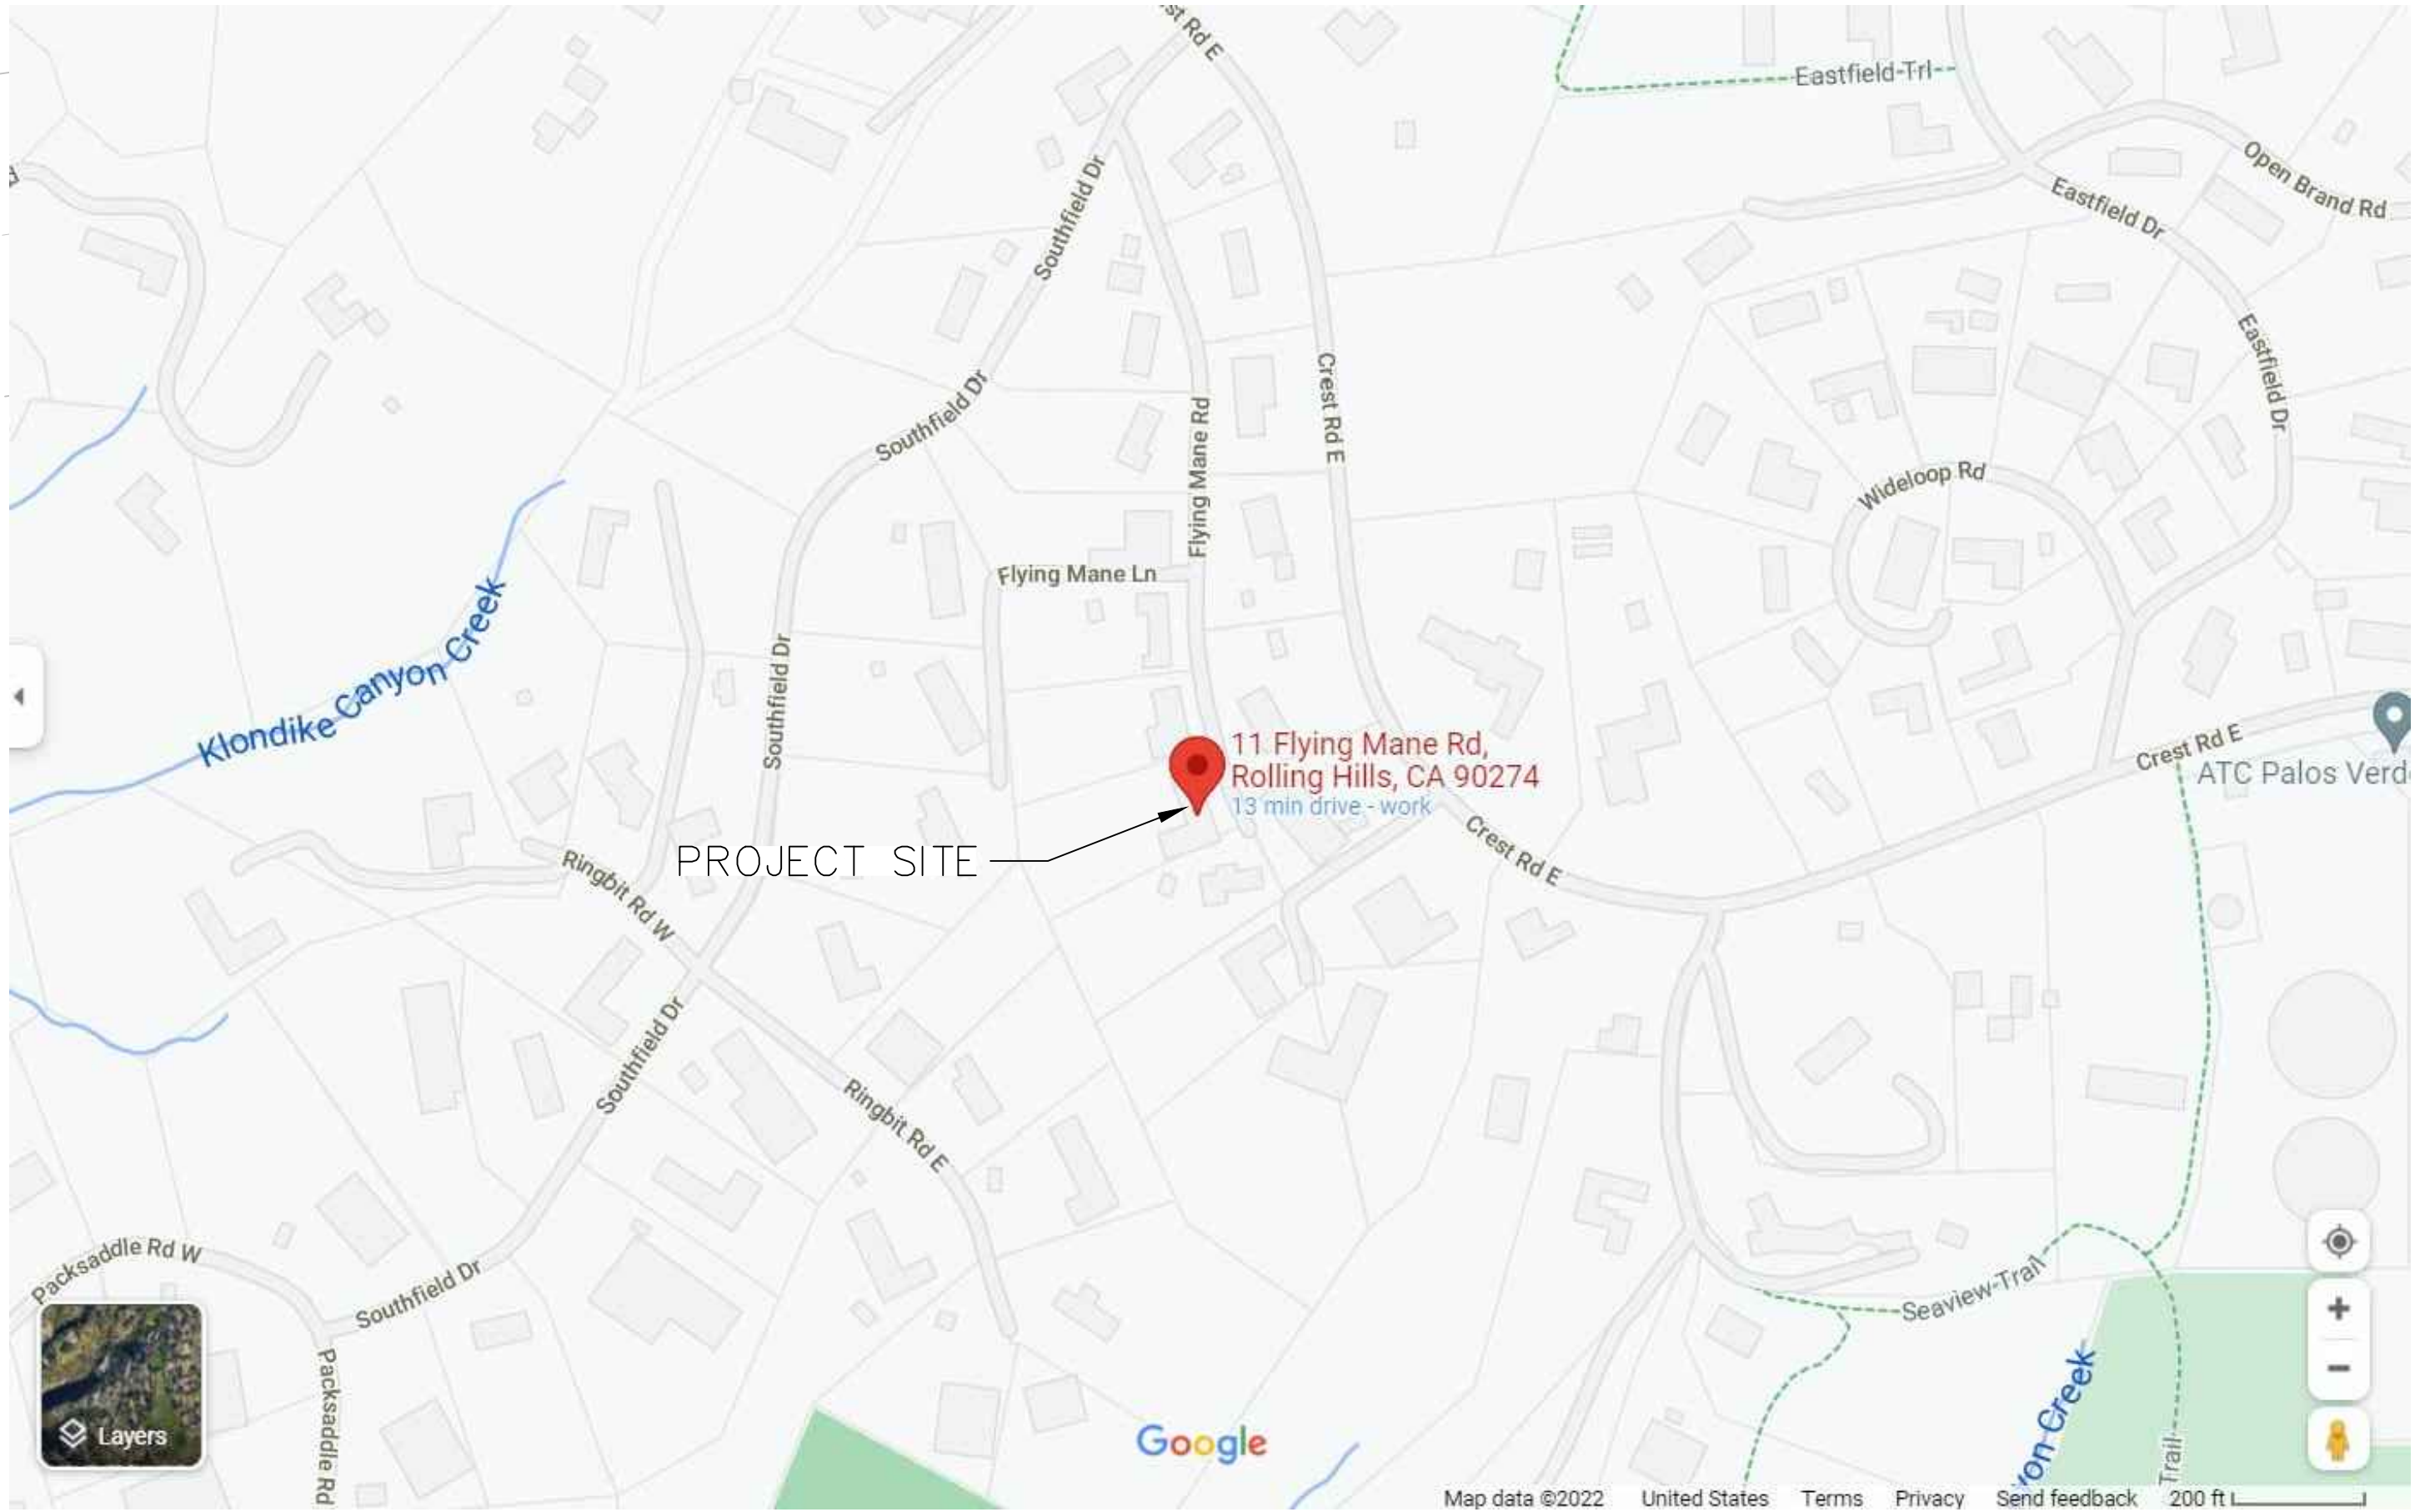 st Rd E
Eastfield-Trl
Open Brand Rd
Eastfield Dr
Southfield Dr
Eastfield Dr
Crest Rd E
Southfield Dr
Flying Mane Rd
Wideloop Rd
Flying Mane Ln
Klondike Canyon Creek
Southfield Dr
11 Flying Mane Rd,
Rolling Hills, CA 90274
13 min drive - work
Crest Rd E
ATC Palos Verd
PROJECT SITE
Crest Rd E
Ringbit Rd W
Southfield Dr
Ringbit Rd E
Packsaddle Rd W
Southfield Dr
Seaview-Trail
Packsaddle Rd
yon Creek
Trail
Layers
Google
Map data ©2022 United States Terms Privacy Send feedback 200 ft